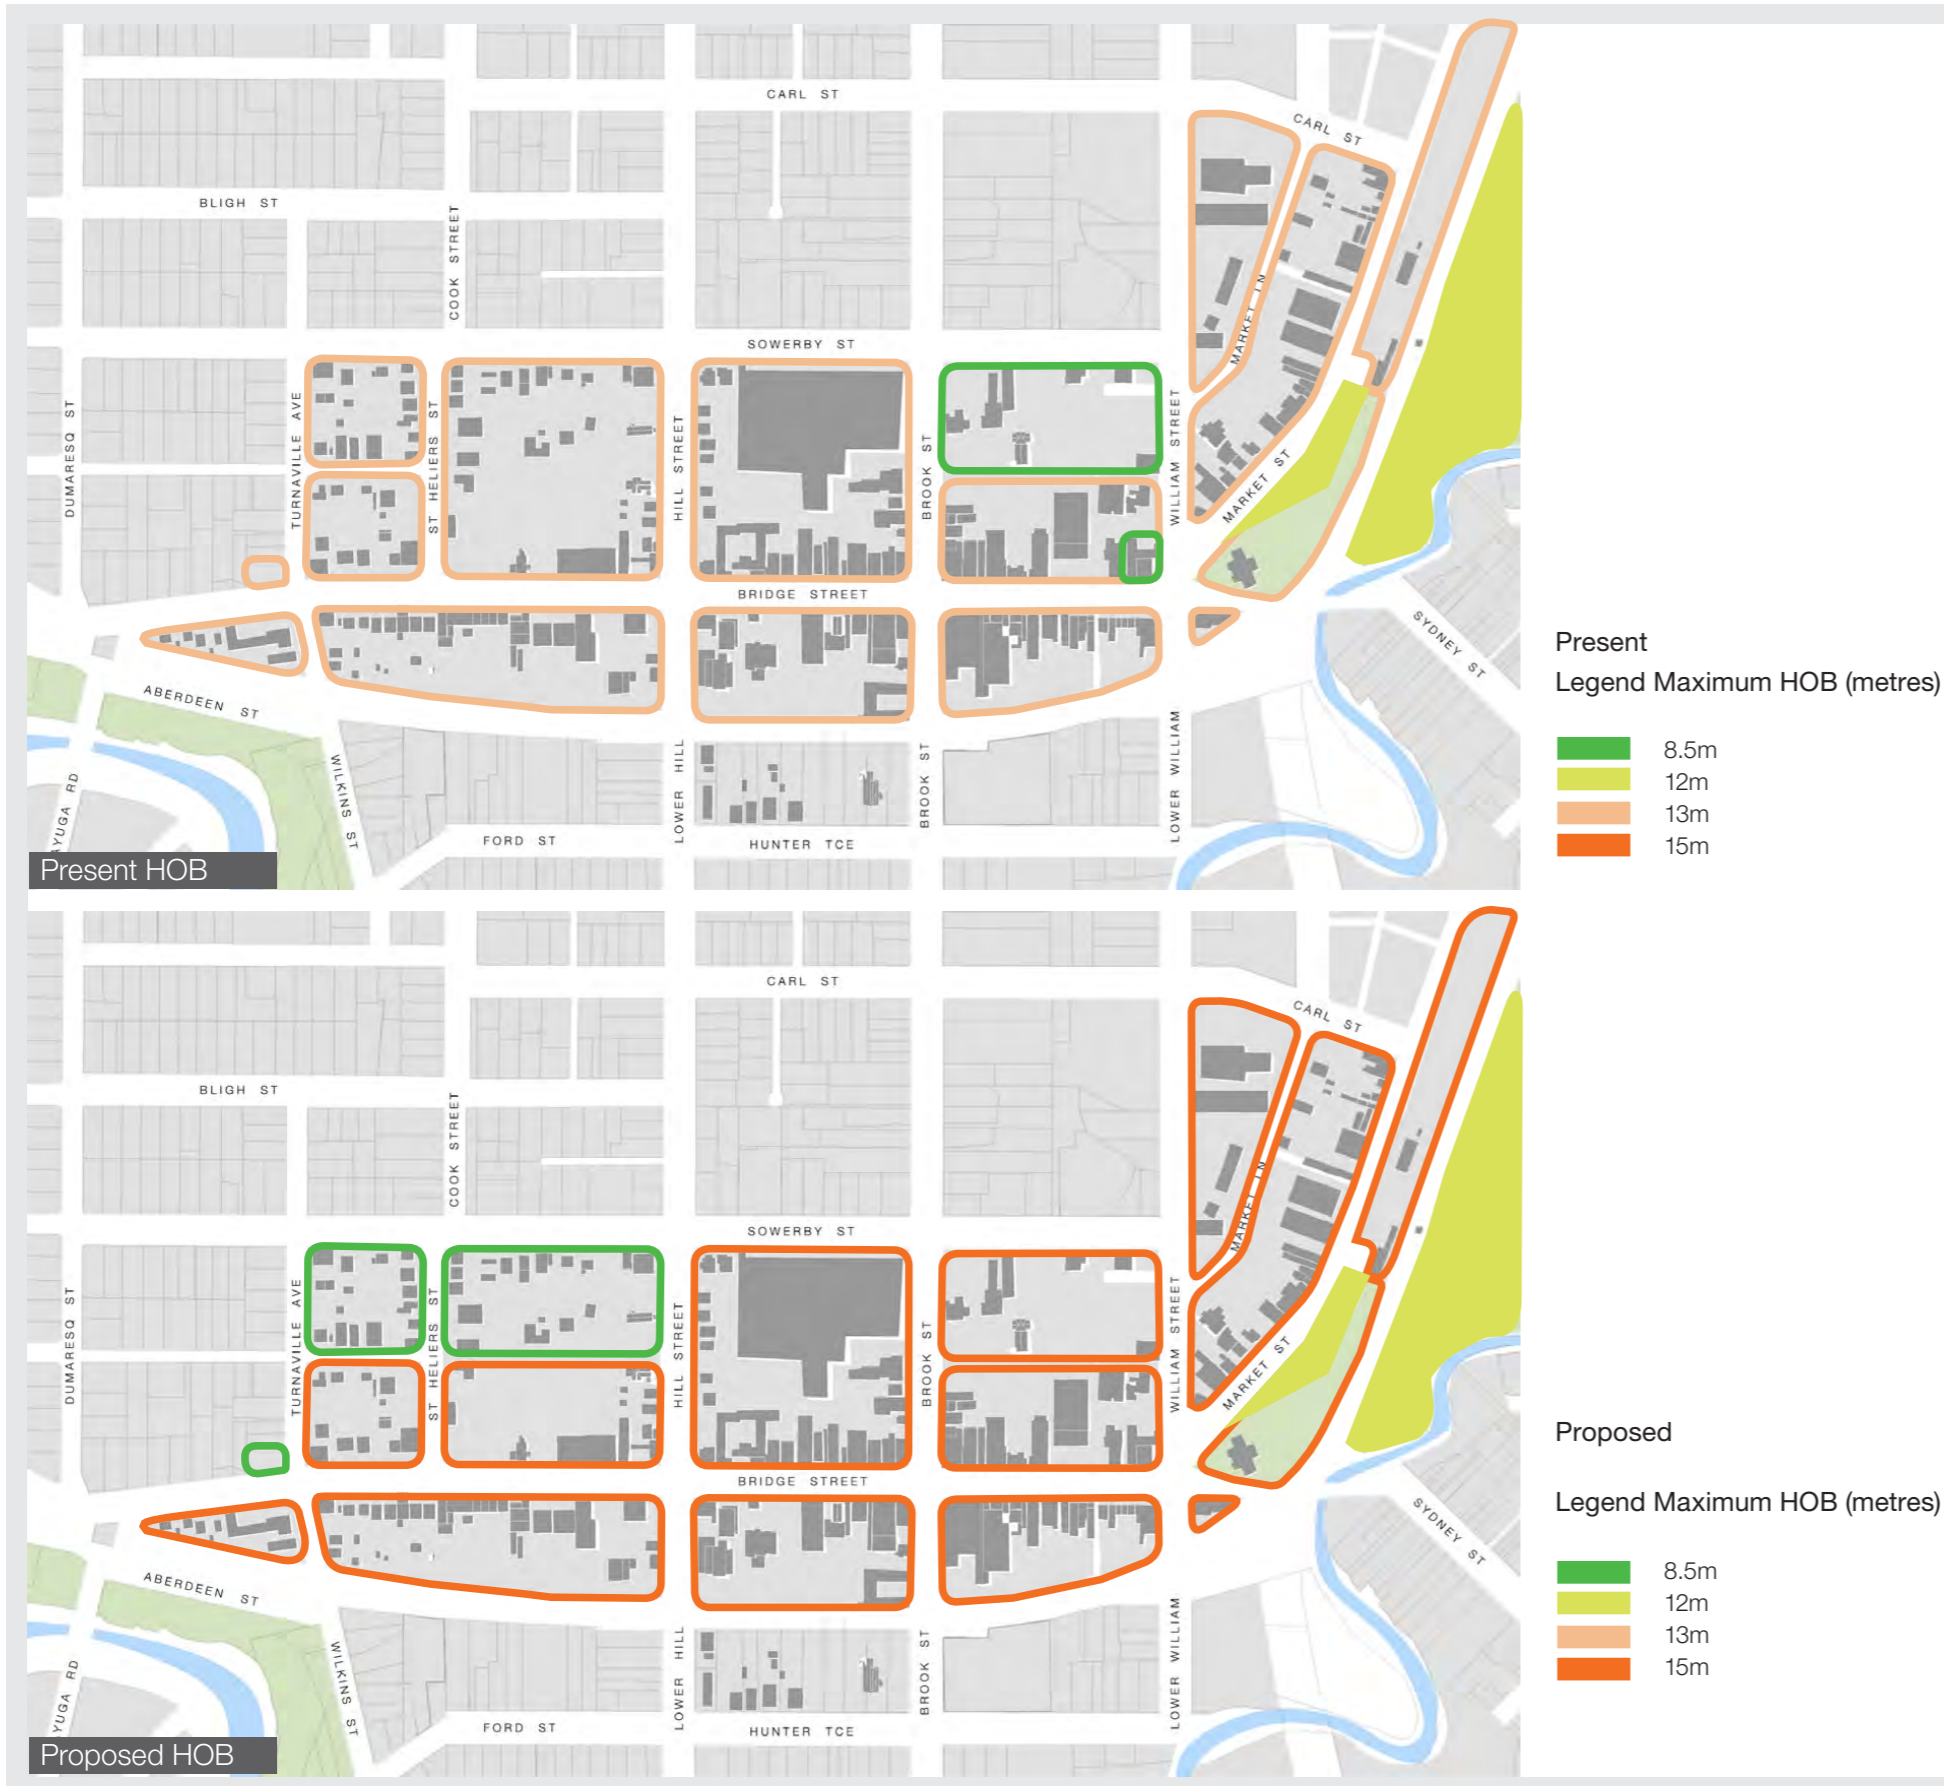 CARL ST
CARL ST
BLIGH ST
COOK STREET
MARKET LN
SOWERBY ST
DUMARESQ ST
TURNAVILLE AVE
ST HELIERS ST
HILL STREET
BROOK ST
WILLIAM STREET
MARKET ST
BRIDGE STREET
SYDNEY ST
ABERDEEN ST
WILKINS ST
LOWER HILL
BROOK ST
LOWER WILLIAM
AYUGA RD
FORD ST
HUNTER TCE
Present HOB
Present
Legend Maximum HOB (metres)
8.5m
12m
13m
15m
CARL ST
CARL ST
BLIGH ST
COOK STREET
MARKET LN
SOWERBY ST
DUMARESQ ST
TURNAVILLE AVE
ST HELIERS ST
HILL STREET
BROOK ST
WILLIAM STREET
MARKET ST
BRIDGE STREET
SYDNEY ST
ABERDEEN ST
WILKINS ST
LOWER HILL
BROOK ST
LOWER WILLIAM
YUGA RD
FORD ST
HUNTER TCE
Proposed HOB
Proposed
Legend Maximum HOB (metres)
8.5m
12m
13m
15m